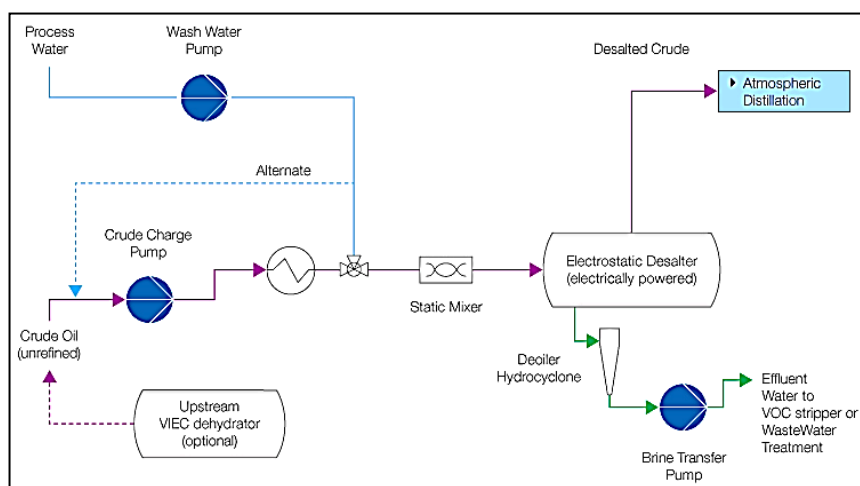 Process
Water
Wash Water
Pump
Desalted Crude
Atmospheric
Distillation
Alternate
Crude Charge
Pump
Electrostatic Desalter
(electrically powered)
Static Mixer
Crude Oil
(unrefined)
Deoiler
Hydrocyclone
Upstream
VIEC dehydrator
(optional)
Effluent
Water to
VOC stripper or
WasteWater
Treatment
Brine Transfer
Pump